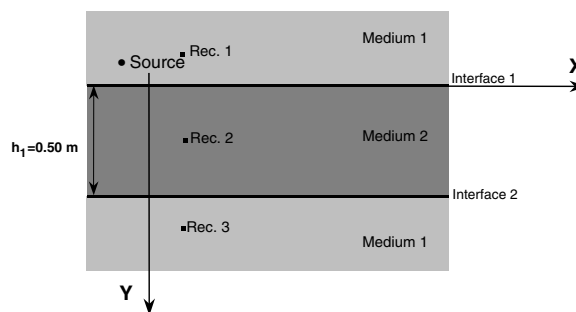 Medium 1
Rec. 1
Source
X
Interface 1
h1=0.50 m
Rec. 2
Medium 2
Interface 2
Rec. 3
Medium 1
Y